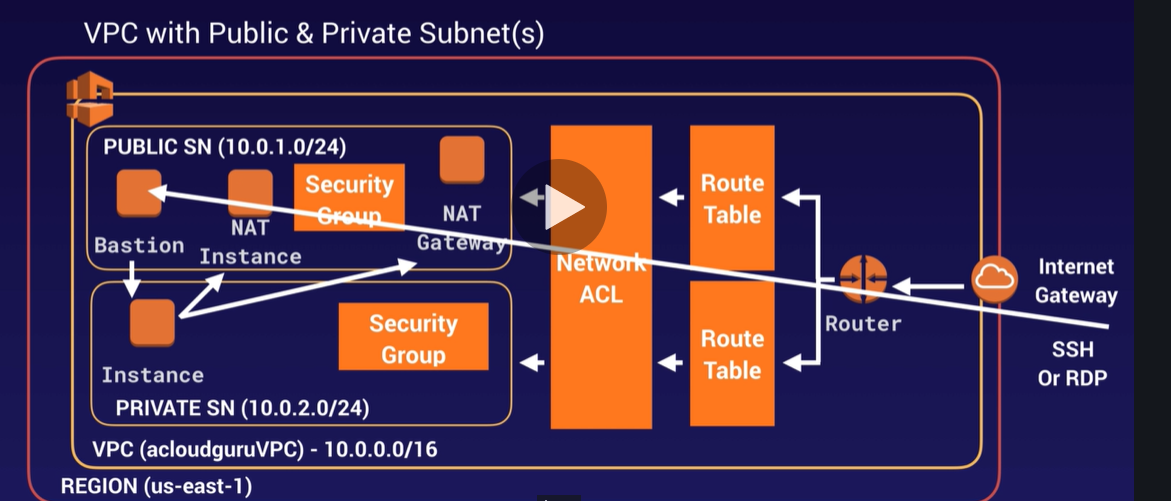 VPC with Public & Private Subnet(s)
PUBLIC SN (10.0.1.0/24)
Bastion
NAT
Instance
Security
Group
NAT
Gateway
Instance
Security
Group
PRIVATE SN (10.0.2.0/24)
VPC (acloudguruVPC) - 10.0.0.0/16
REGION (us-east-1)
Network
ACL
Route
Table
Route
Table
Router
Internet
Gateway
SSH
Or RDP